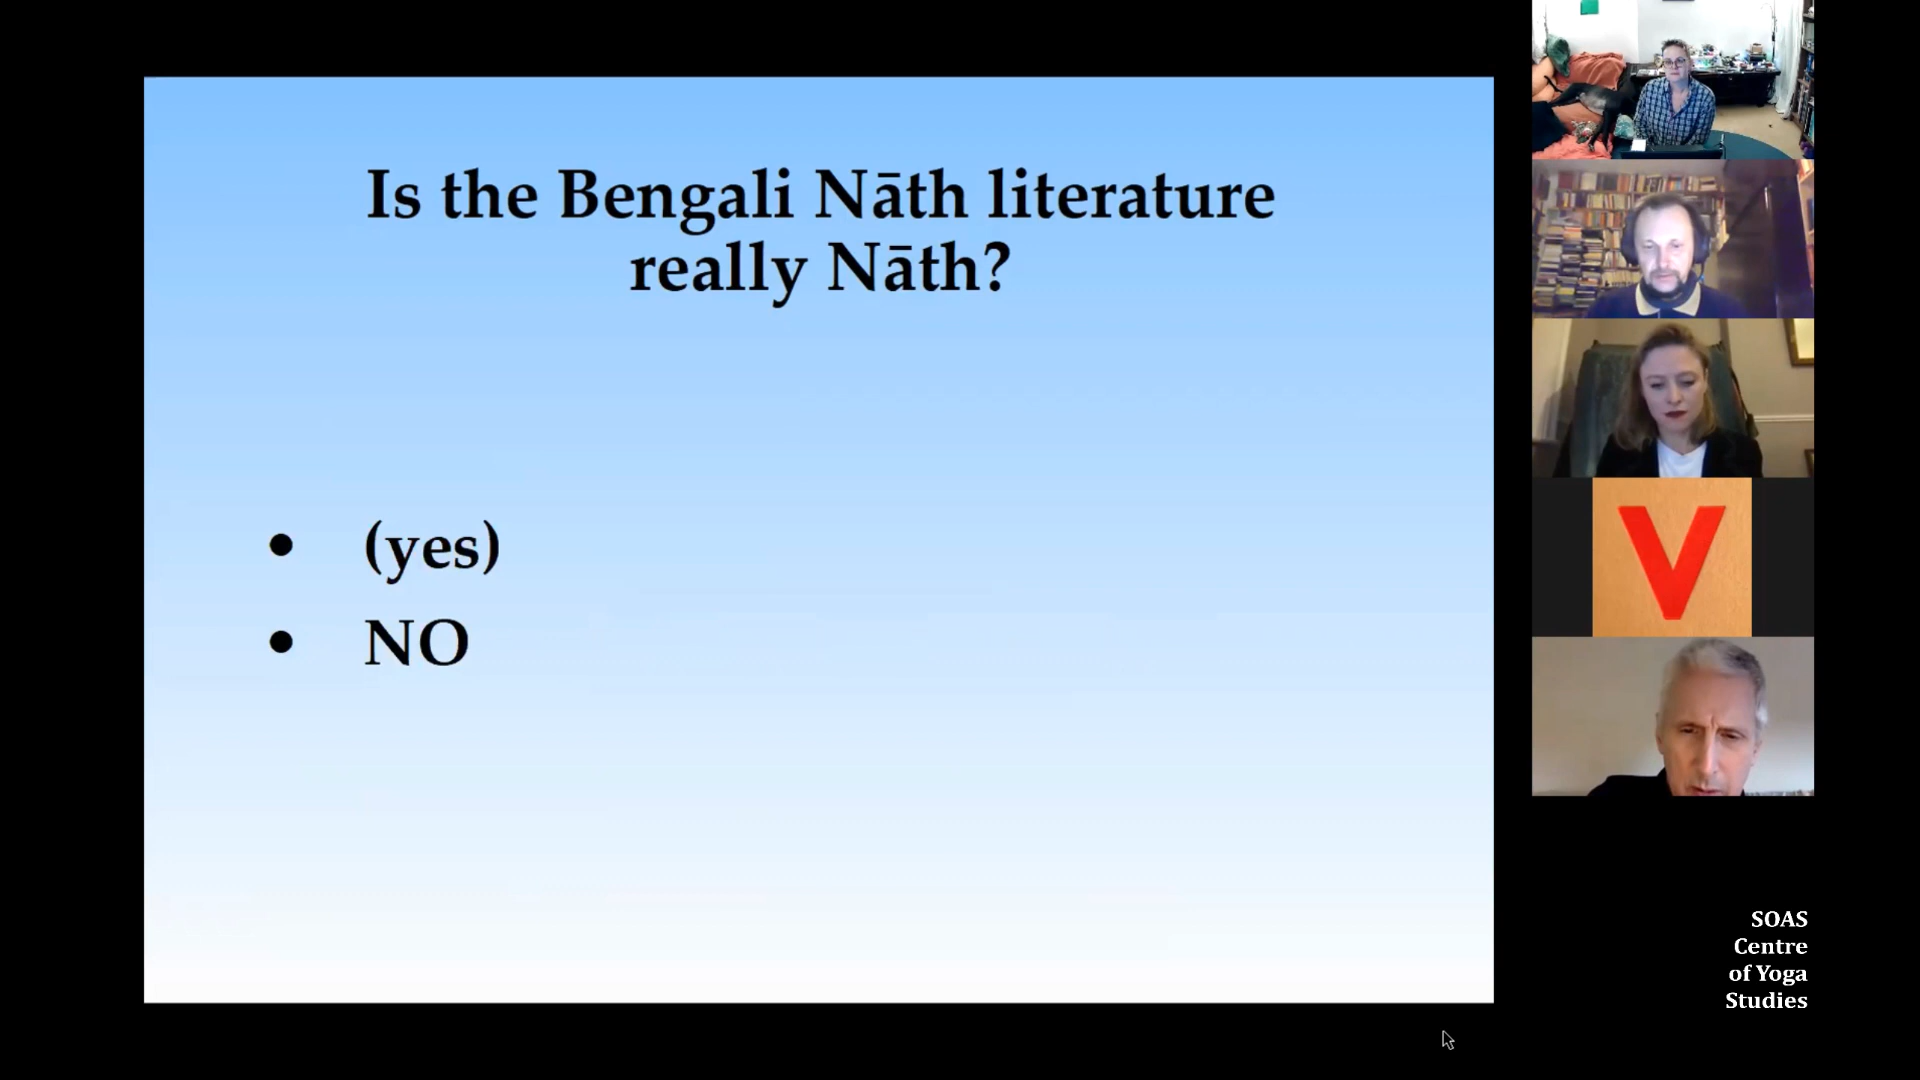 Is the Bengali Nāth literature
really Nāth?
• (yes)
• NO
V
SOAS
Centre
of Yoga
Studies